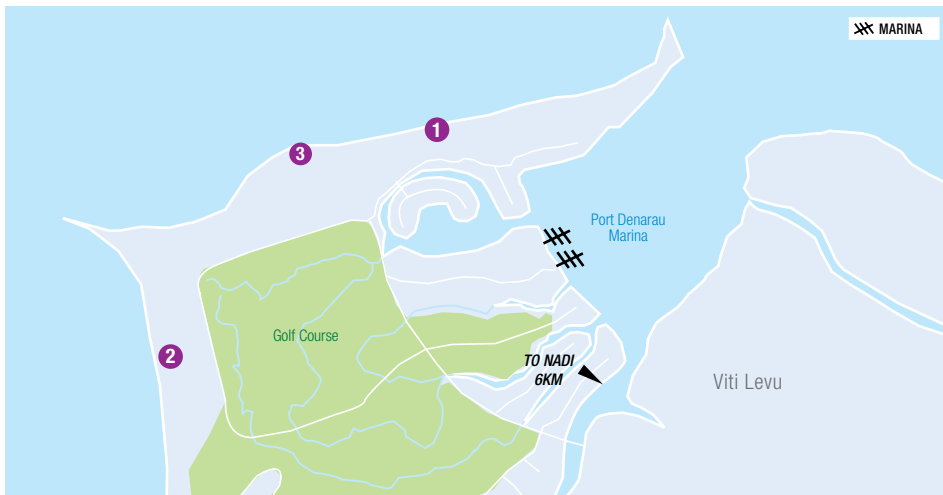 MARINA
1
3
Port Denarau
Marina
Golf Course
2
TO NADI
6KM
Viti Levu